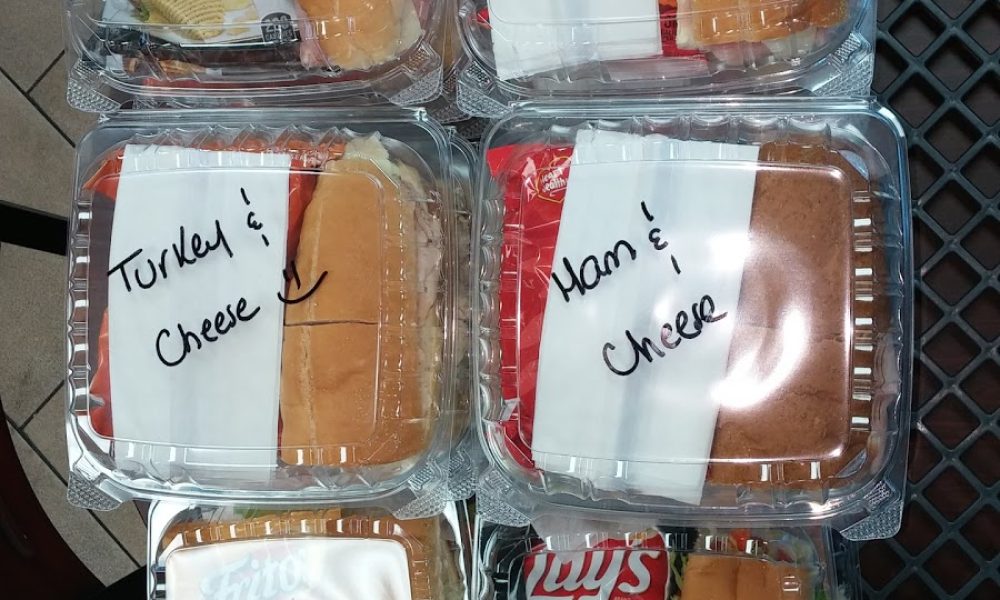 Turkey &
Cheese
Ham &
Cheese
Fritos
Lay's